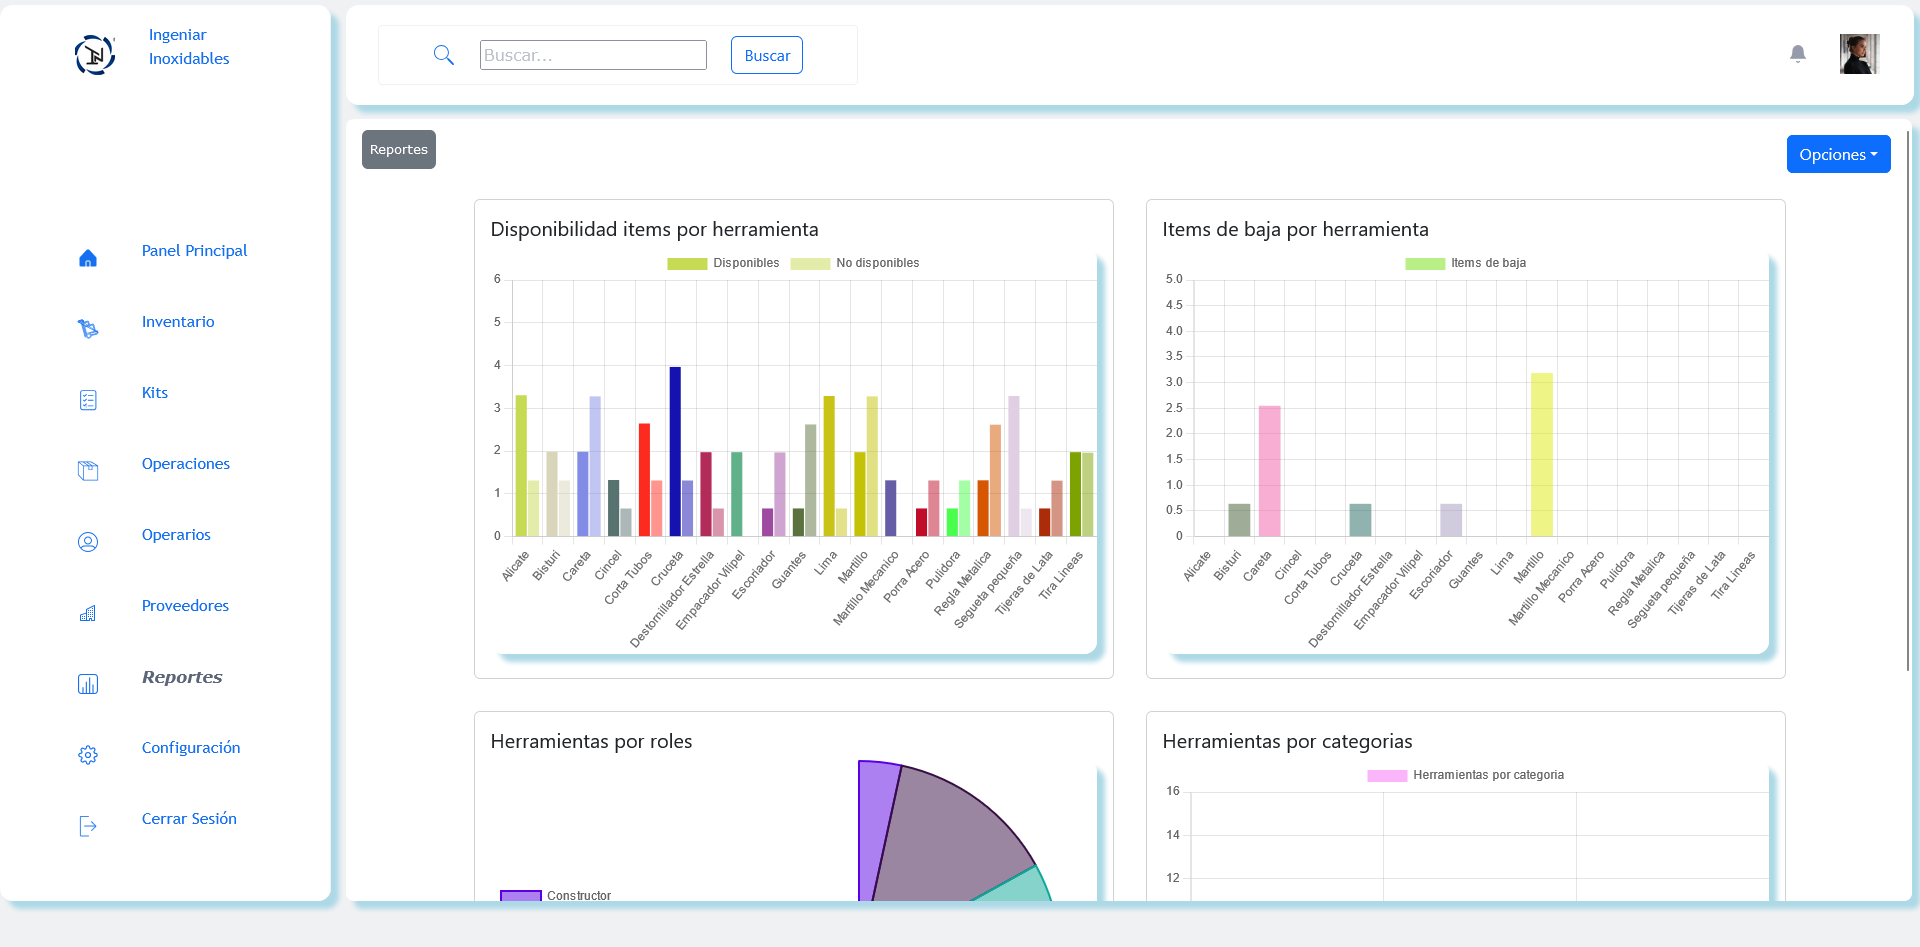 Ingeniar
Inoxidables
Panel Principal
Inventario
Kits
Operaciones
Operarios
Proveedores
Reportes
Configuración
Cerrar Sesión
Buscar...
Buscar
Reportes
Opciones
Disponibilidad items por herramienta
Disponibles
No disponibles
6
5
4
3
2
1
0
Alicate
Bisturi
Careta
Cincel
Corta Tubos
Cruceta
Destornillador Estrella
Empacador Vilipel
Escoriador
Guantes
Lima
Martillo
Martillo Mecanico
Porra Acero
Pulidora
Regla Metalica
Segueta pequeña
Tijeras de Lata
Tira Lineas
Items de baja por herramienta
Items de baja
5.0
4.5
4.0
3.5
3.0
2.5
2.0
1.5
1.0
0.5
0
Alicate
Bisturi
Careta
Cincel
Corta Tubos
Cruceta
Destornillador Estrella
Empacador Vilipel
Escoriador
Guantes
Lima
Martillo
Martillo Mecanico
Porra Acero
Pulidora
Regla Metalica
Segueta pequeña
Tijeras de Lata
Tira Lineas
Herramientas por roles
Constructor
Herramientas por categorias
Herramientas por categoria
16
14
12